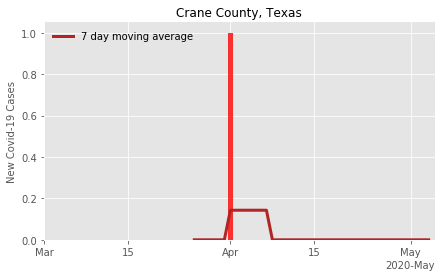 Crane County, Texas
7 day moving average
New Covid-19 Cases
1.0
0.8
0.6
0.4
0.2
0.0
Mar 15 Apr 15 May
2020-May